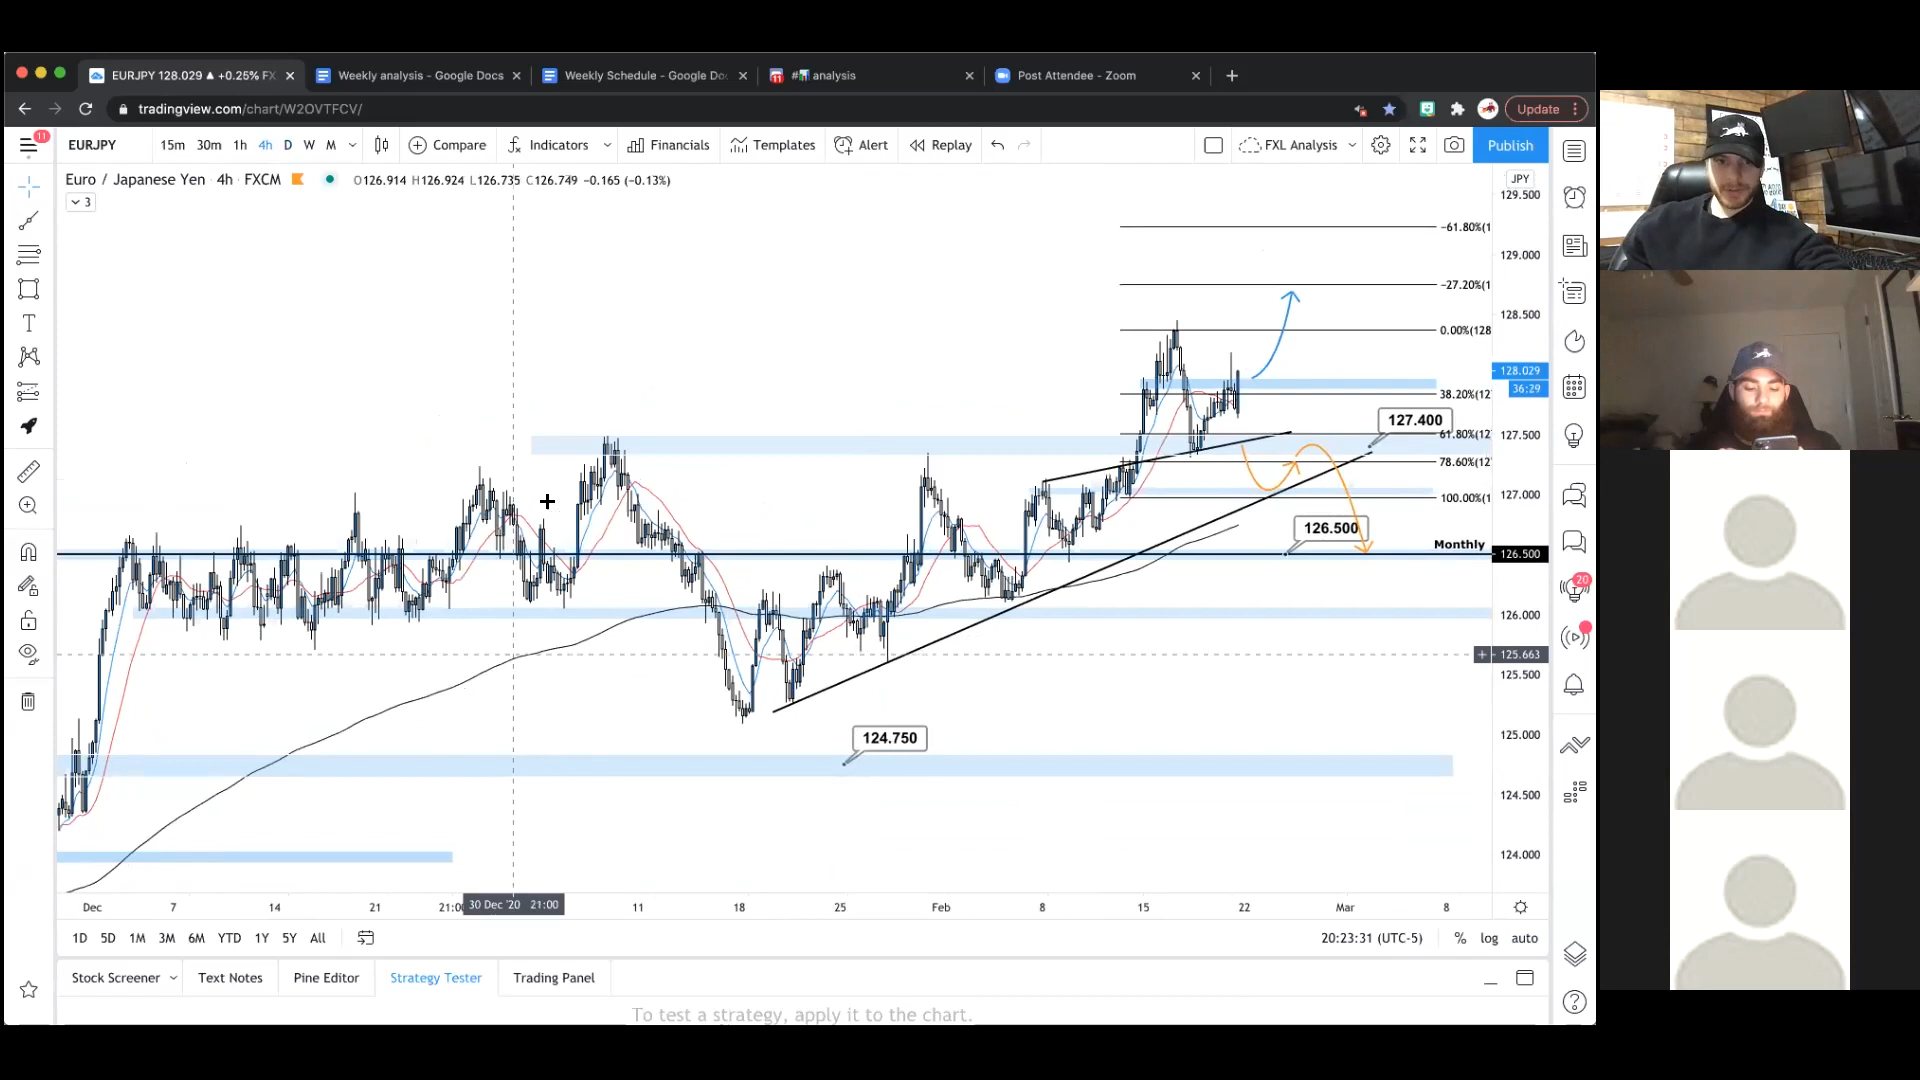 EURJPY 128.029 ▲ +0.25% FX
Weekly analysis - Google Docs
Weekly Schedule - Google Do
# analysis
Post Attendee - Zoom
tradingview.com/chart/W2OVTFCV/
Update
11
EURJPY 15m 30m 1h 4h D W M Compare Indicators Financials Templates Alert Replay FXL Analysis Publish
Euro / Japanese Yen 4h FXCM O126.914 H126.924 L126.735 C126.749 −0.165 (−0.13%)
3
JPY
129.500
−61.80%(1
129.000
−27.20%(1
128.500
0.00%(128
128.029
36:29
38.20%(12
127.400
127.500
61.80%(12
78.60%(12
127.000
100.00%(1
126.500
Monthly
126.500
20
126.000
125.663
125.500
124.750
125.000
124.500
124.000
Dec 7 14 21 21:00 30 Dec '20 21:00 11 18 25 Feb 8 15 22 Mar 8
1D 5D 1M 3M 6M YTD 1Y 5Y All
20:23:31 (UTC-5) % log auto
Stock Screener Text Notes Pine Editor Strategy Tester Trading Panel
To test a strategy, apply it to the chart.